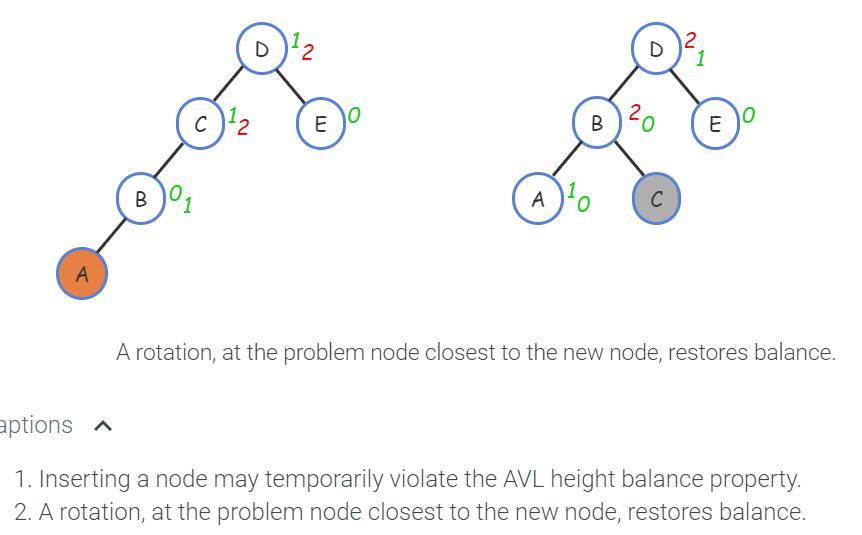 D 1 2
D 2 1
C 1 2
E 0
B 2 0
E 0
B 0 1
A 1 0
C
A
A rotation, at the problem node closest to the new node, restores balance.
aptions
1. Inserting a node may temporarily violate the AVL height balance property.
2. A rotation, at the problem node closest to the new node, restores balance.